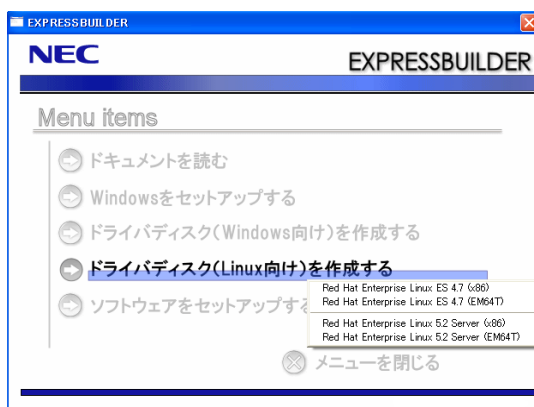 EXPRESSBUILDER
NEC
EXPRESSBUILDER
Menu items
ドキュメントを読む
Windowsをセットアップする
ドライバディスク(Windows向け)を作成する
ドライバディスク(Linux向け)を作成する
Red Hat Enterprise Linux ES 4.7 (x86)
Red Hat Enterprise Linux ES 4.7 (EM64T)
Red Hat Enterprise Linux 5.2 Server (x86)
Red Hat Enterprise Linux 5.2 Server (EM64T)
ソフトウェアをセットアップする
メニューを閉じる